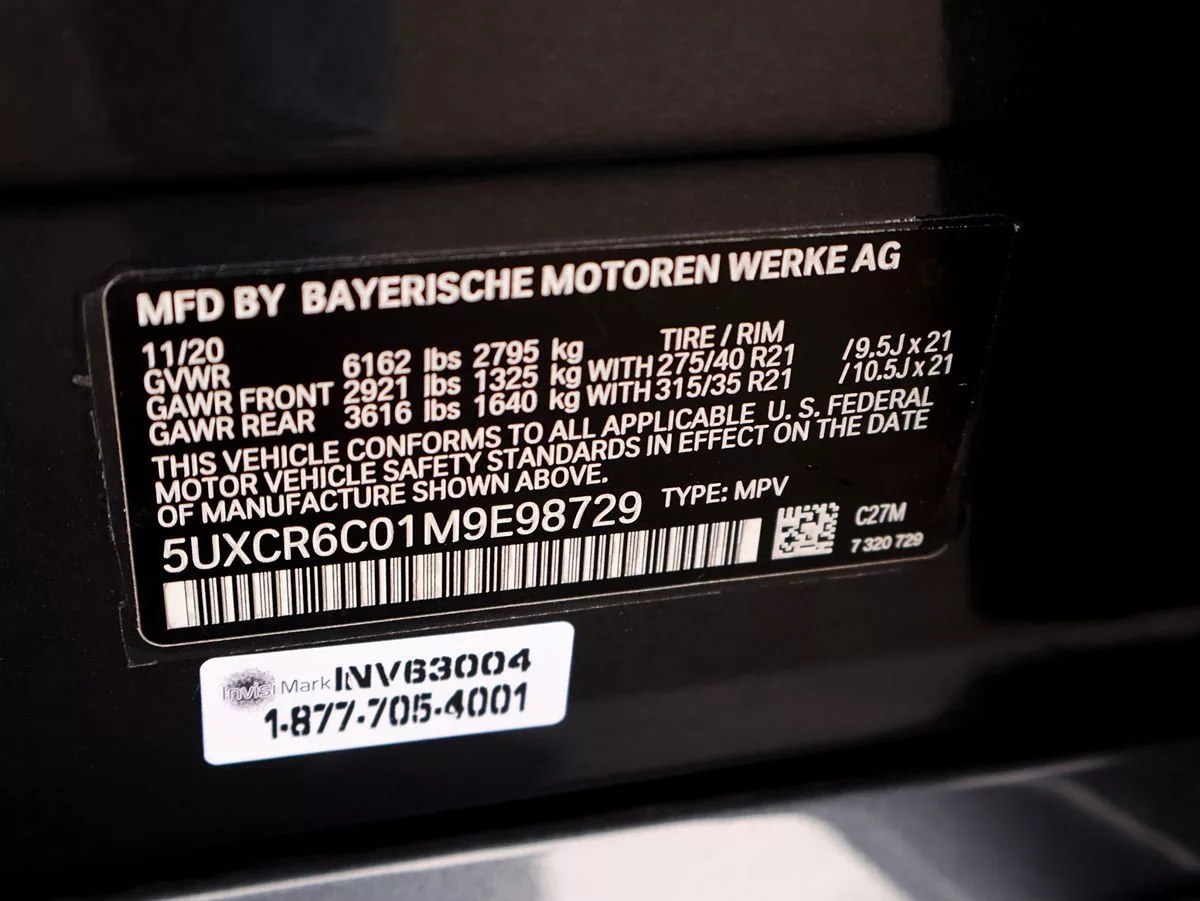 MFD BY BAYERISCHE MOTOREN WERKE AG
11/20 TIRE / RIM
GVWR 6162 lbs 2795 kg
GAWR FRONT 2921 lbs 1325 kg WITH 275/40 R21 /9.5J x 21
GAWR REAR 3616 lbs 1640 kg WITH 315/35 R21 /10.5J x 21
THIS VEHICLE CONFORMS TO ALL APPLICABLE U. S. FEDERAL
MOTOR VEHICLE SAFETY STANDARDS IN EFFECT ON THE DATE
OF MANUFACTURE SHOWN ABOVE.
5UXCR6C01M9E98729 TYPE: MPV
C27M
7 320 729
InvisiMark INV63004
1-877-705-4001